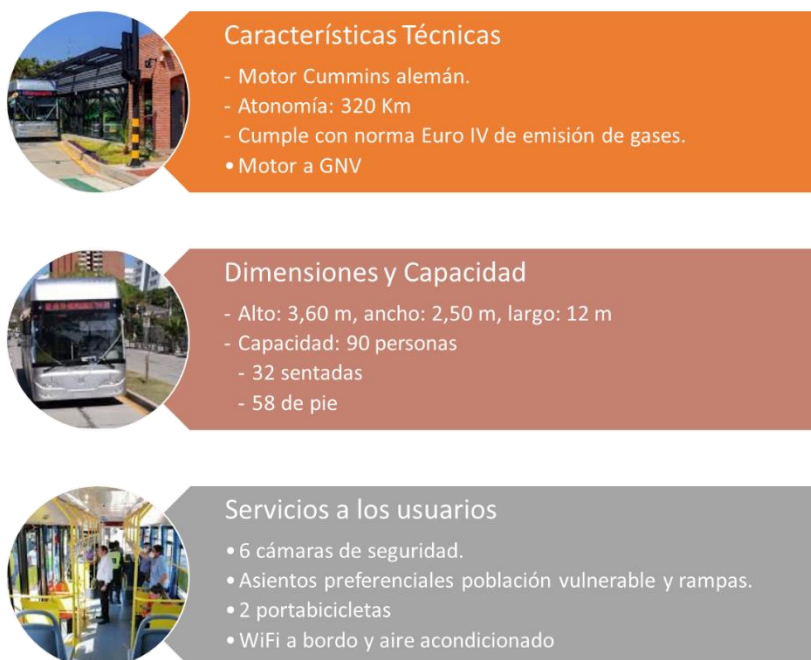 Características Técnicas
- Motor Cummins alemán.
- Atonomía: 320 Km
- Cumple con norma Euro IV de emisión de gases.
• Motor a GNV
Dimensiones y Capacidad
- Alto: 3,60 m, ancho: 2,50 m, largo: 12 m
- Capacidad: 90 personas
- 32 sentadas
- 58 de pie
Servicios a los usuarios
• 6 cámaras de seguridad.
• Asientos preferenciales población vulnerable y rampas.
• 2 portabicicletas
• WiFi a bordo y aire acondicionado